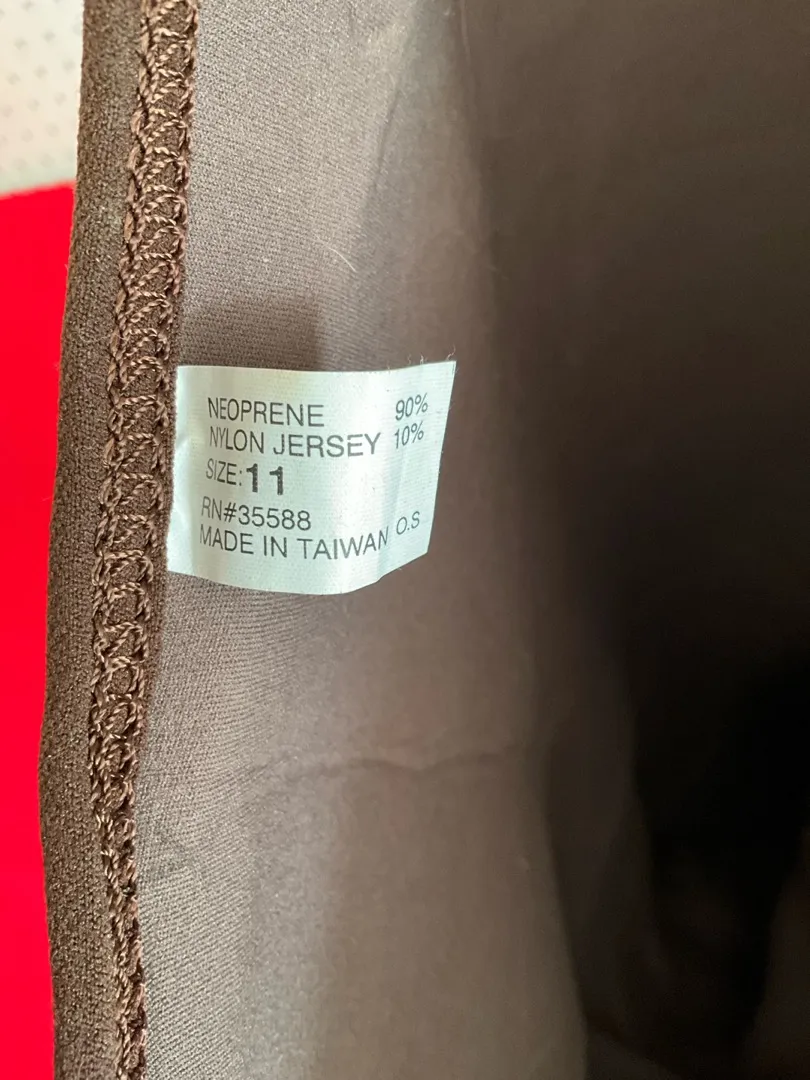 NEOPRENE 90%
NYLON JERSEY 10%
SIZE:11
RN#35588
MADE IN TAIWAN O.S